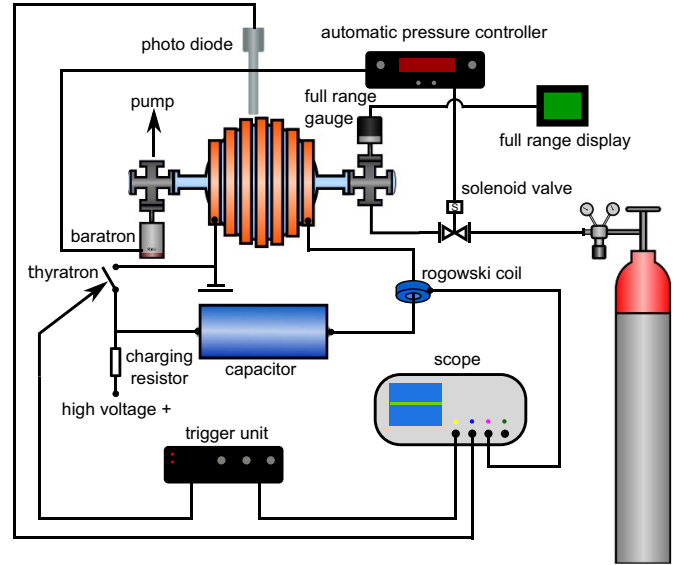 photo diode
automatic pressure controller
pump
full range
gauge
full range display
solenoid valve
S
baratron
thyratron
rogowski coil
charging
resistor
capacitor
scope
high voltage +
trigger unit